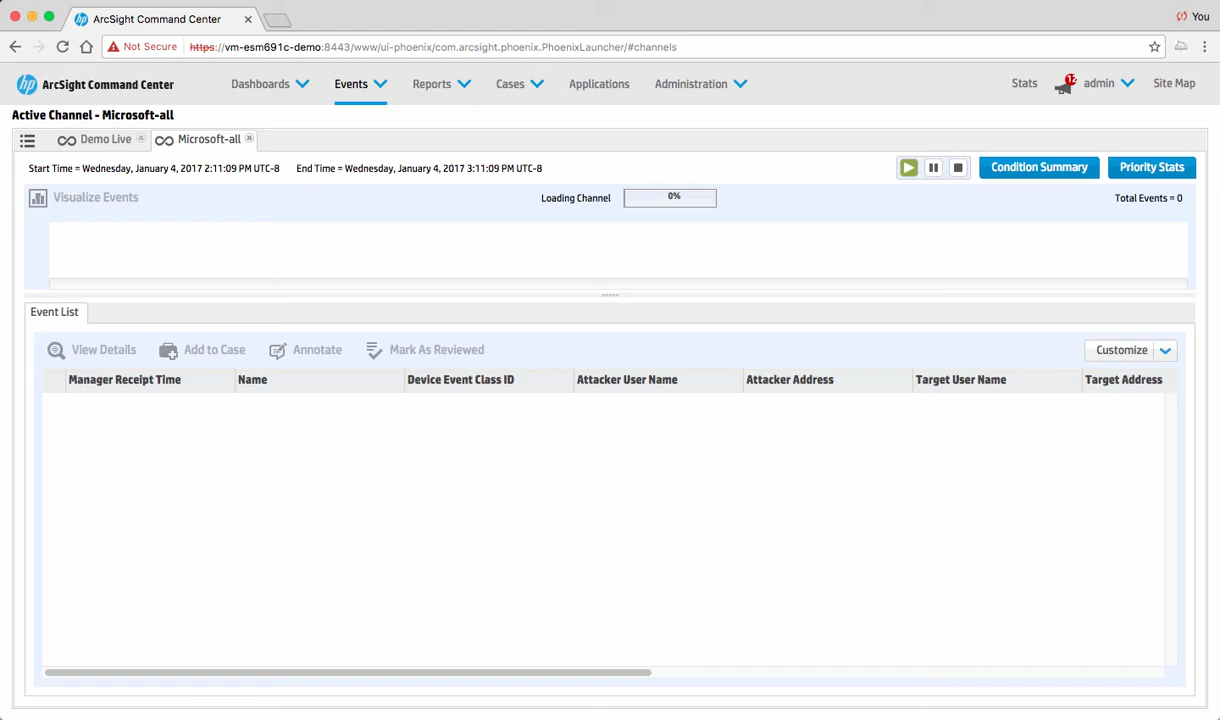 ArcSight Command Center
You
Not Secure https://vm-esm691c-demo:8443/www/ui-phoenix/com.arcsight.phoenix.PhoenixLauncher/#channels
hp ArcSight Command Center Dashboards Events Reports Cases Applications Administration Stats 12 admin Site Map
Active Channel - Microsoft-all
Demo Live Microsoft-all
Start Time = Wednesday, January 4, 2017 2:11:09 PM UTC-8 End Time = Wednesday, January 4, 2017 3:11:09 PM UTC-8 Condition Summary Priority Stats
Visualize Events Loading Channel 0% Total Events = 0
Event List
View Details Add to Case Annotate Mark As Reviewed Customize
Manager Receipt Time Name Device Event Class ID Attacker User Name Attacker Address Target User Name Target Address